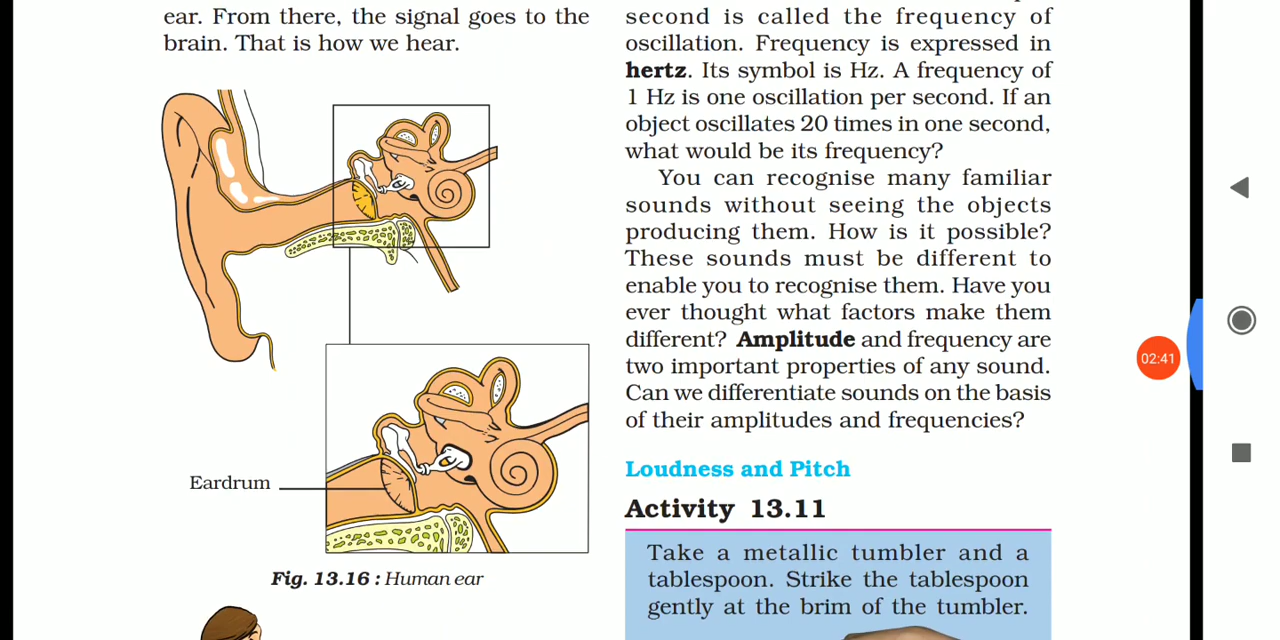 ear. From there, the signal goes to the
brain. That is how we hear.
Eardrum
Fig. 13.16 : Human ear
second is called the frequency of
oscillation. Frequency is expressed in
hertz. Its symbol is Hz. A frequency of
1 Hz is one oscillation per second. If an
object oscillates 20 times in one second,
what would be its frequency?
You can recognise many familiar
sounds without seeing the objects
producing them. How is it possible?
These sounds must be different to
enable you to recognise them. Have you
ever thought what factors make them
different? Amplitude and frequency are
two important properties of any sound.
Can we differentiate sounds on the basis
of their amplitudes and frequencies?
Loudness and Pitch
Activity 13.11
Take a metallic tumbler and a
tablespoon. Strike the tablespoon
gently at the brim of the tumbler.
02:41